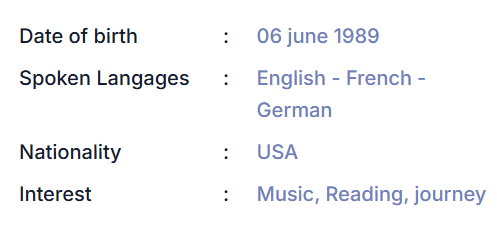 Date of birth : 06 june 1989
Spoken Langages : English - French -
German
Nationality : USA
Interest : Music, Reading, journey